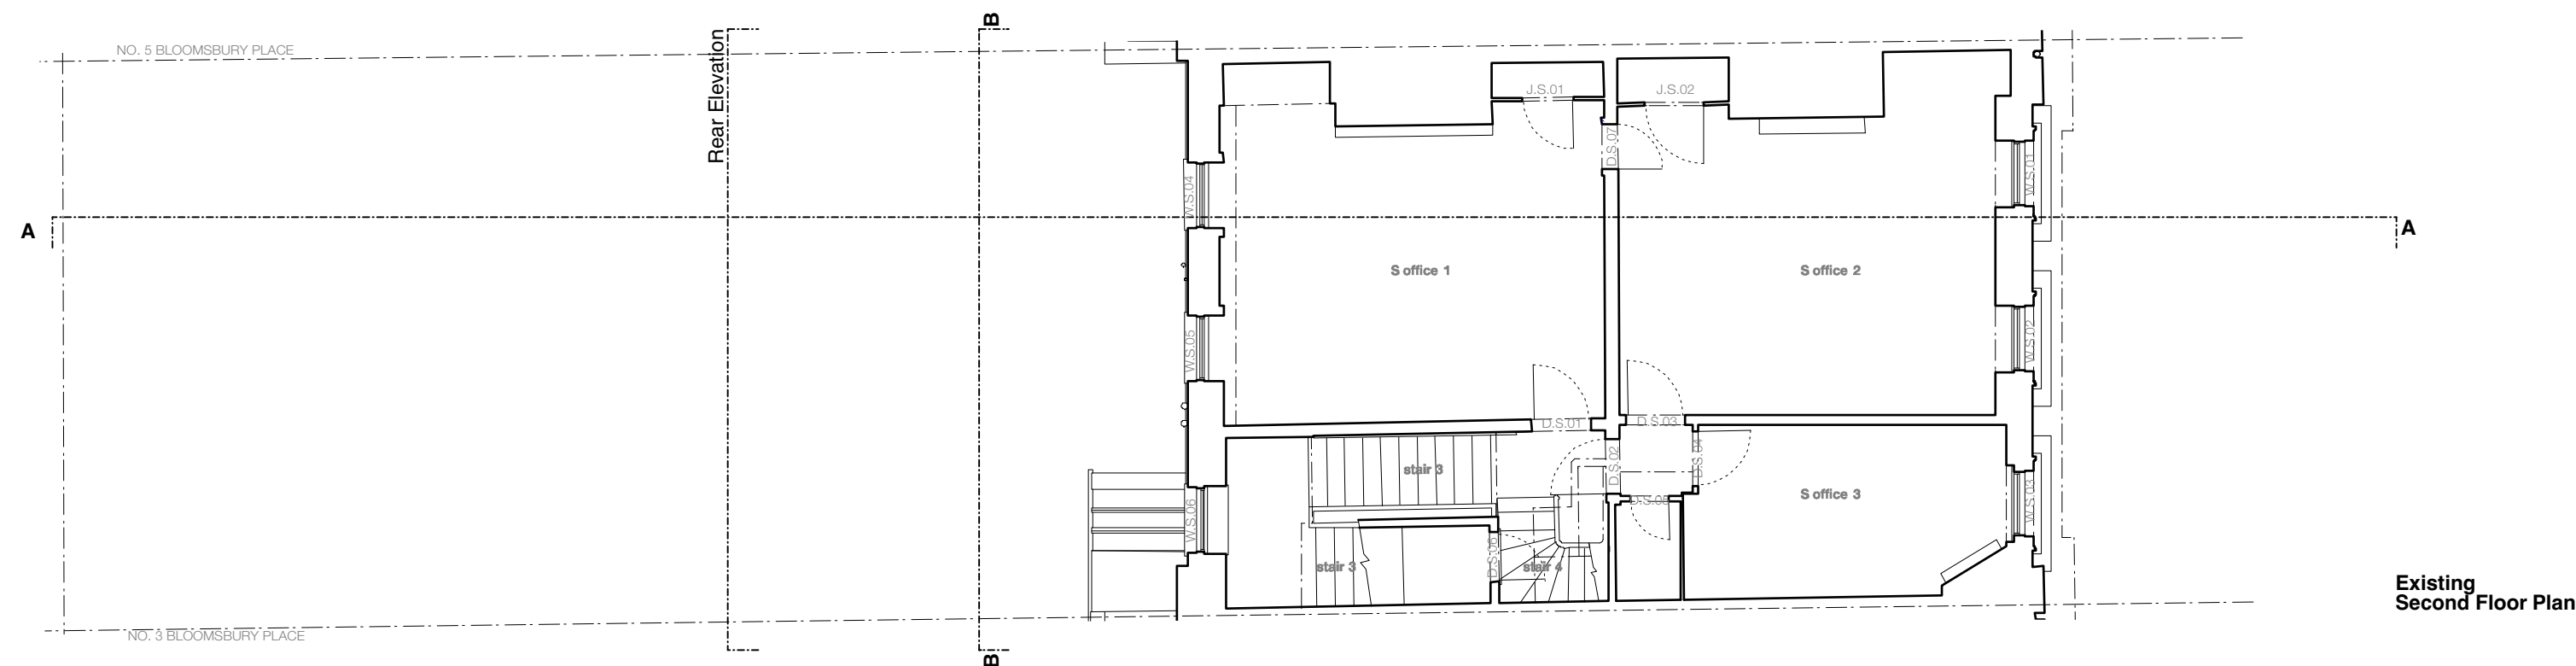 B
NO. 5 BLOOMSBURY PLACE
Rear Elevation
J.S.01
J.S.02
D.S.07
W.S.04
W.S.01
A
A
S office 1
S office 2
W.S.05
W.S.02
D.S.01
D.S.03
D.S.02
D.S.04
stair 3
S office 3
D.S.05
W.S.06
W.S.03
D.S.06
stair 3
stair 4
Existing
Second Floor Plan
NO. 3 BLOOMSBURY PLACE
B